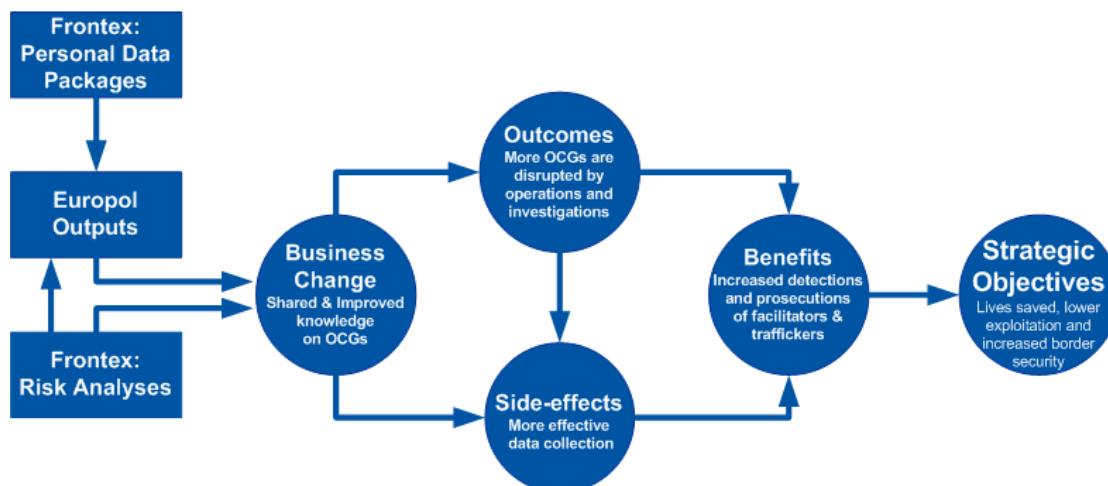 Frontex:
Personal Data
Packages
Europol
Outputs
Frontex:
Risk Analyses
Business
Change
Shared & Improved
knowledge
on OCGs
Outcomes
More OCGs are
disrupted by
operations and
investigations
Side-effects
More effective
data collection
Benefits
Increased detections
and prosecutions
of facilitators &
traffickers
Strategic
Objectives
Lives saved, lower
exploitation and
increased border
security